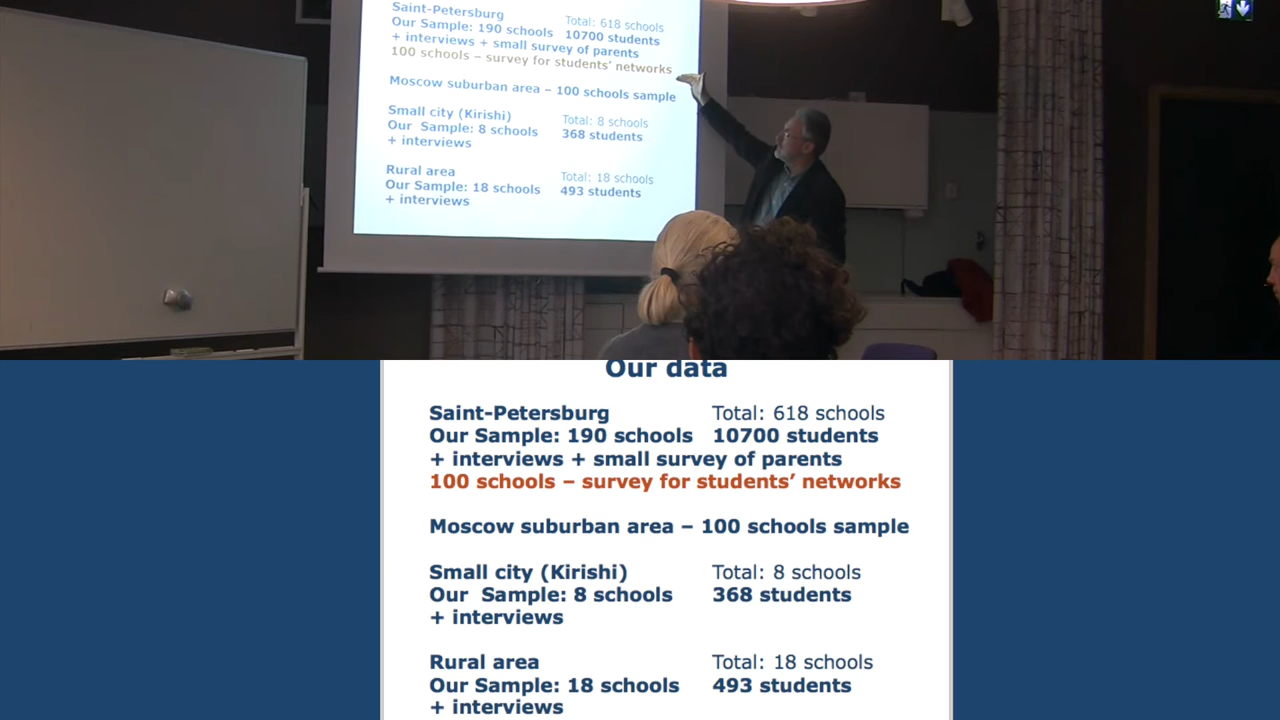 Saint-Petersburg Total: 618 schools
Our Sample: 190 schools 10700 students
+ interviews + small survey of parents
100 schools – survey for students' networks
Moscow suburban area – 100 schools sample
Small city (Kirishi) Total: 8 schools
Our Sample: 8 schools 368 students
+ interviews
Rural area Total: 18 schools
Our Sample: 18 schools 493 students
+ interviews
Our data
Saint-Petersburg Total: 618 schools
Our Sample: 190 schools 10700 students
+ interviews + small survey of parents
100 schools – survey for students’ networks
Moscow suburban area – 100 schools sample
Small city (Kirishi) Total: 8 schools
Our  Sample: 8 schools 368 students
+ interviews
Rural area Total: 18 schools
Our Sample: 18 schools 493 students
+ interviews